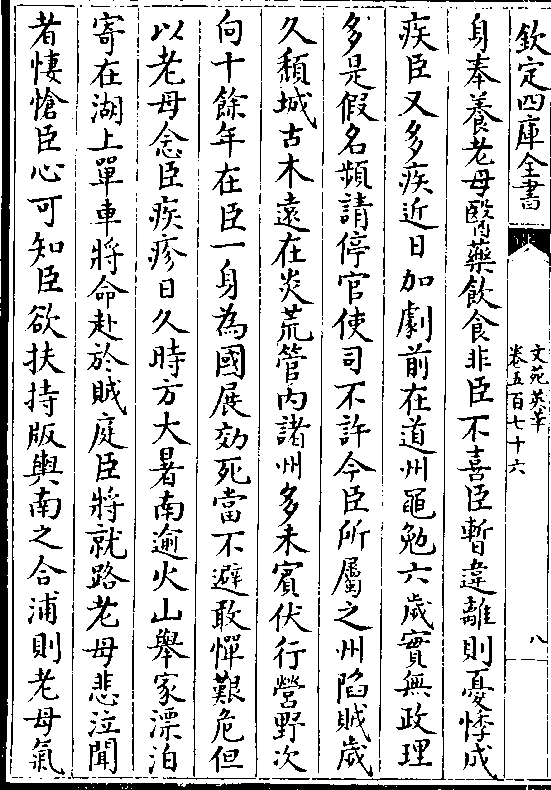 欽定四庫全書
文苑英華
卷五百七十六
八
身奉養老母醫藥飲食非臣不喜臣暫違離則憂悸成
疾臣又多疾近日加劇前在道州黽勉六歲實無政理
多是假名頻請停官使司不許今臣所屬之州陷賊歲
久頹城古木遠在炎荒管内諸州多未賓伏行營野次
向十餘年在臣一身為國展効死當不避敢憚艱危但
以老母念臣疾疹日久時方大暑南逾火山舉家漂泊
寄在湖上單車將命赴於賊庭臣將就路老母悲泣聞
者悽愴臣心可知臣欲扶持版輿南之合浦則老母氣